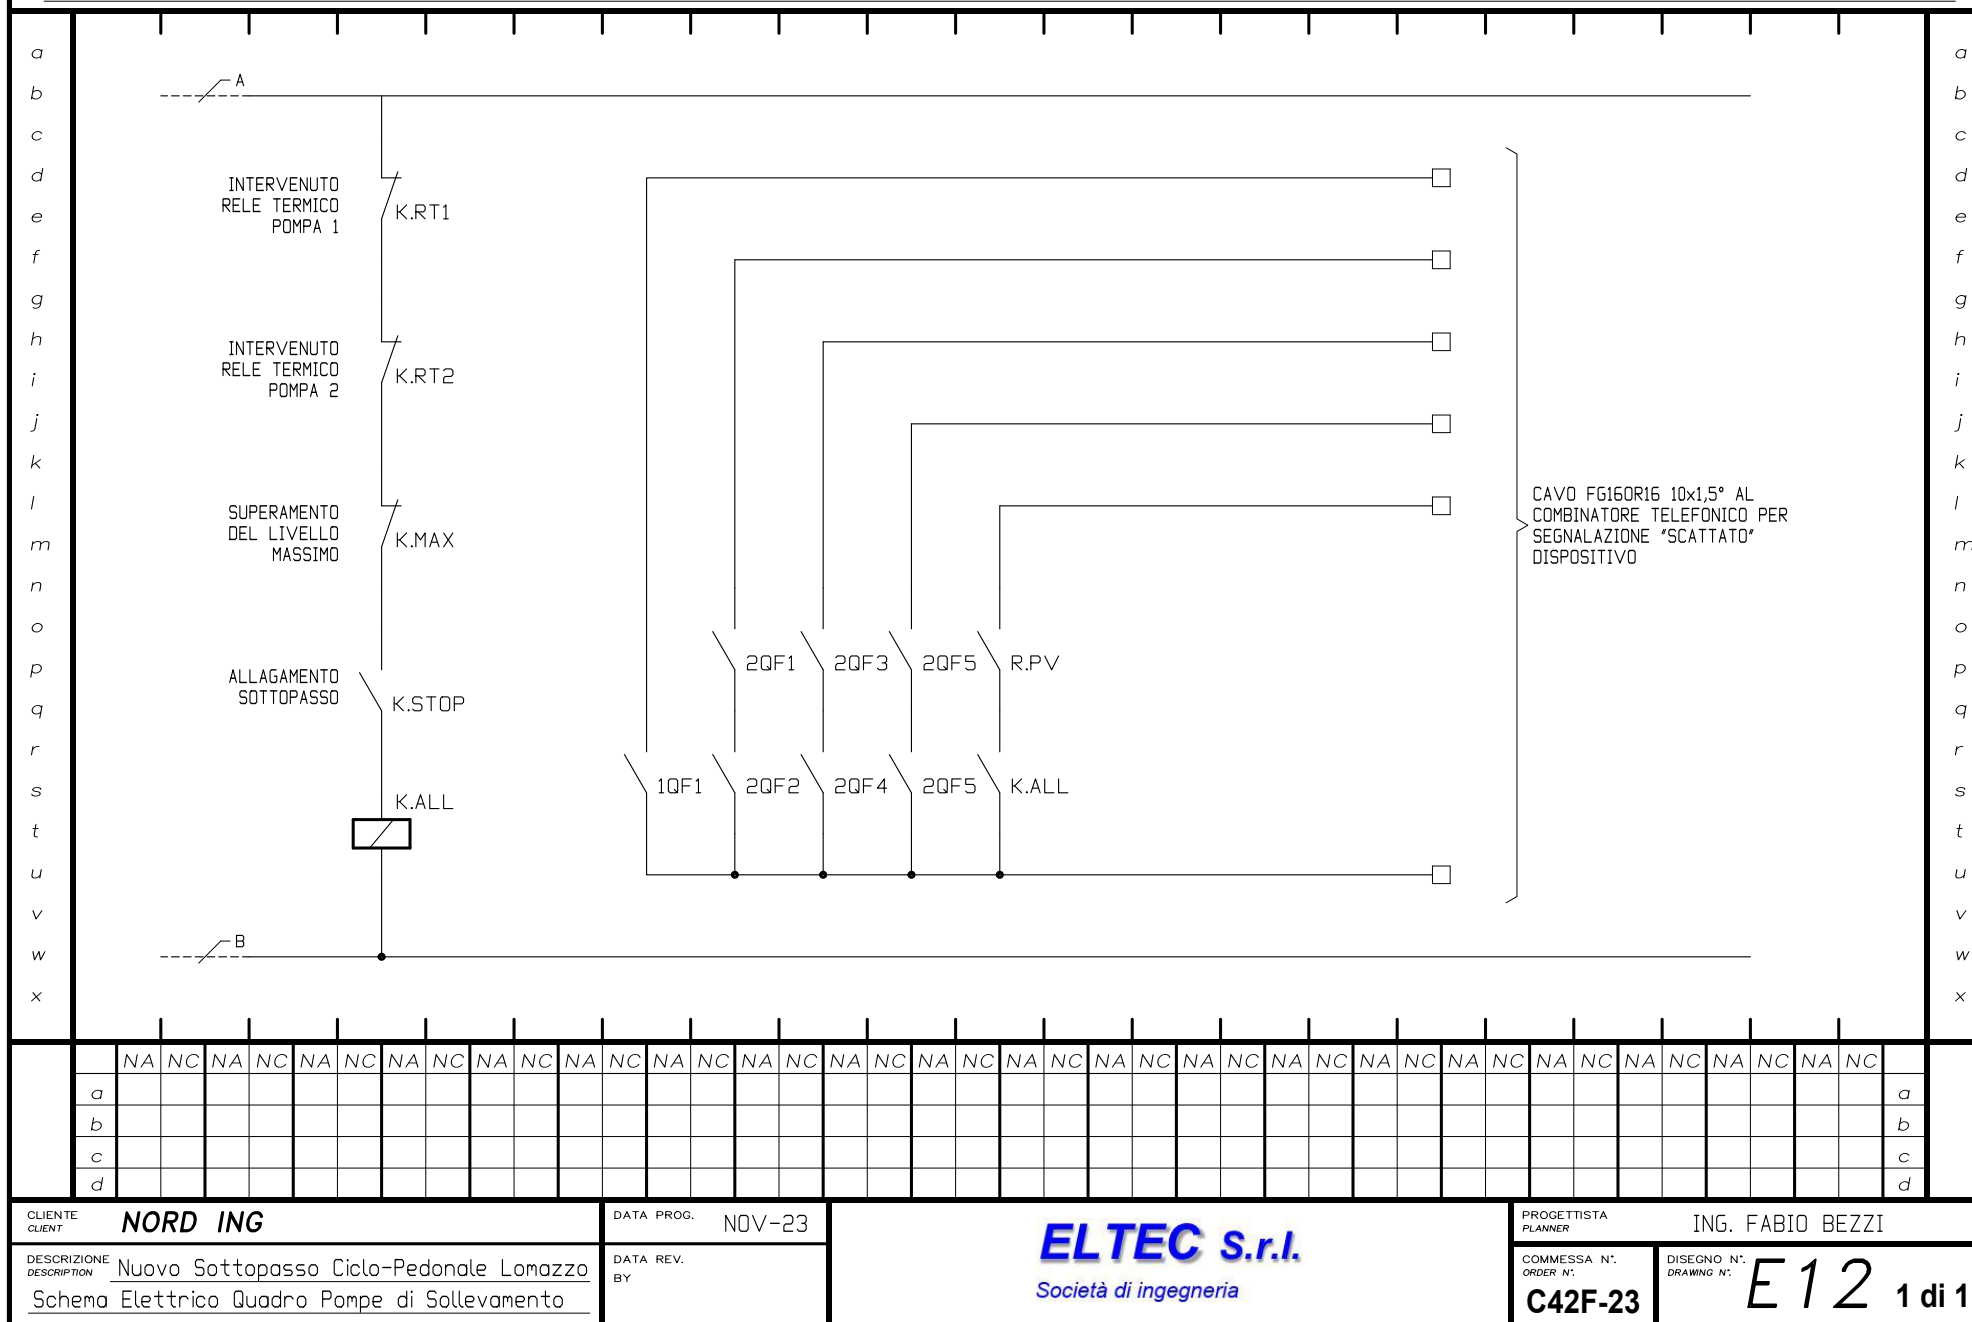 a a
b b
c c
d d
e e
f f
g g
h h
i i
j j
k k
l l
m m
n n
o o
p p
q q
r r
s s
t t
u u
v v
w w
x x
A
INTERVENUTO
RELE TERMICO
POMPA 1
K.RT1
INTERVENUTO
RELE TERMICO
POMPA 2
K.RT2
SUPERAMENTO
DEL LIVELLO
MASSIMO
K.MAX
ALLAGAMENTO
SOTTOPASSO
K.STOP
K.ALL
B
2QF1 2QF3 2QF5 R.PV
1QF1 2QF2 2QF4 2QF5 K.ALL
CAVO FG16OR16 10x1,5° AL
COMBINATORE TELEFONICO PER
SEGNALAZIONE "SCATTATO"
DISPOSITIVO
NA NC NA NC NA NC NA NC NA NC NA NC NA NC NA NC NA NC NA NC NA NC NA NC NA NC NA NC NA NC NA NC NA NC NA NC NA NC NA NC
a a
b b
c c
d d
CLIENTE
CLIENT
NORD ING
DESCRIZIONE
DESCRIPTION
Nuovo Sottopasso Ciclo-Pedonale Lomazzo
Schema Elettrico Quadro Pompe di Sollevamento
DATA PROG.
NOV-23
DATA REV.
BY
ELTEC S.r.l.
Società di ingegneria
PROGETTISTA
PLANNER
ING. FABIO BEZZI
COMMESSA N°.
ORDER N°.
C42F-23
DISEGNO N°.
DRAWING N°.
E12
1 di 1